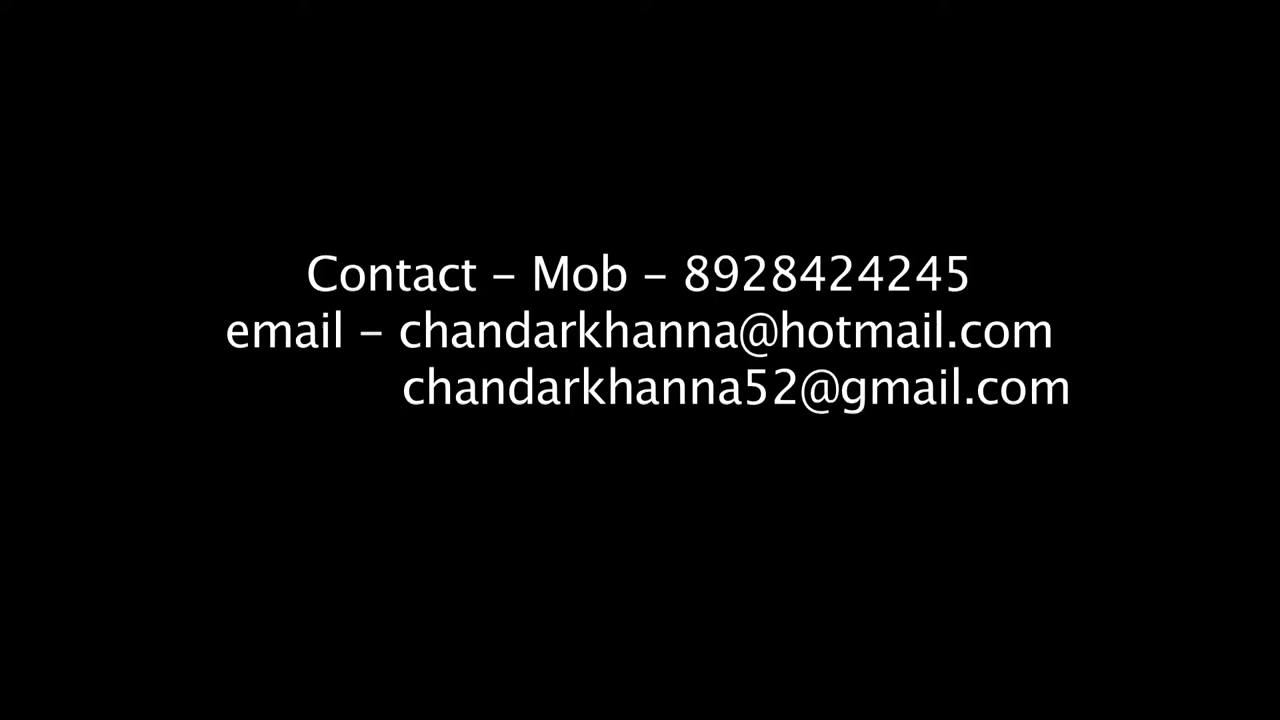 Contact – Mob – 8928424245
email – chandarkhanna@hotmail.com
chandarkhanna52@gmail.com